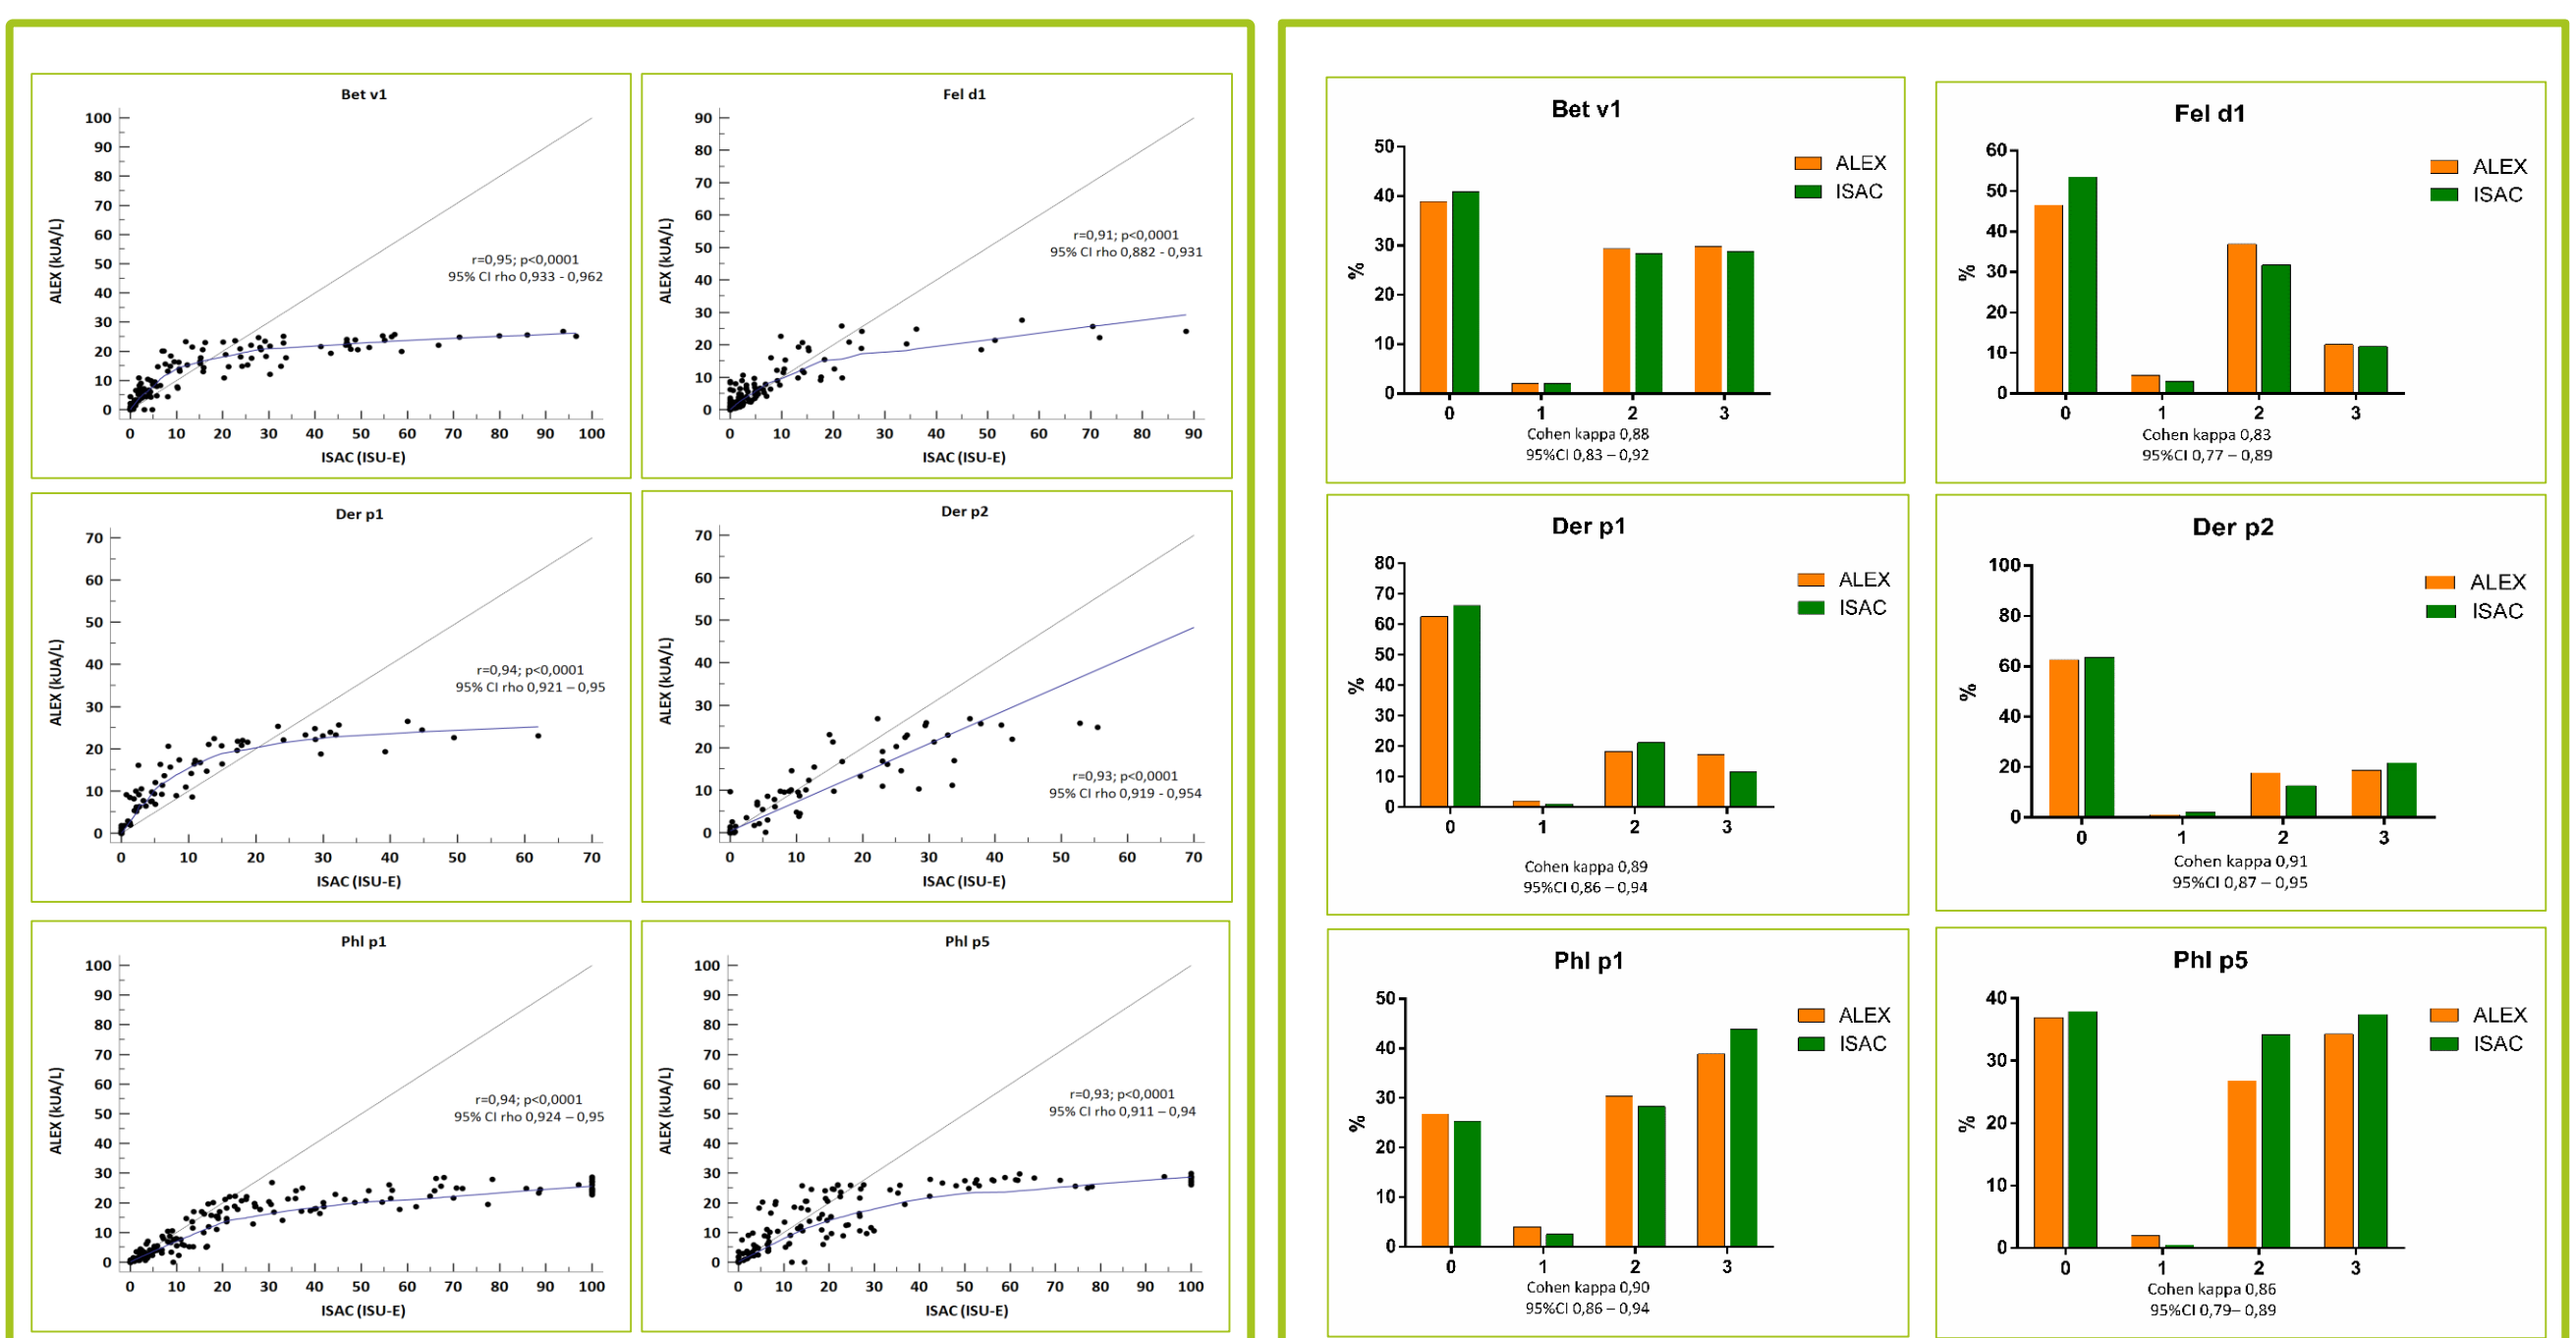 Bet v1
100
90
80
70
60
50
40
30
20
10
0
ALEX (kUA/L)
r=0,95; p<0,0001
95% CI rho 0,933 - 0,962
0 10 20 30 40 50 60 70 80 90 100
ISAC (ISU-E)
Fel d1
90
80
70
60
50
40
30
20
10
0
ALEX (kUA/L)
r=0,91; p<0,0001
95% CI rho 0,882 - 0,931
0 10 20 30 40 50 60 70 80 90
ISAC (ISU-E)
Der p1
70
60
50
40
30
20
10
0
ALEX (kUA/L)
r=0,94; p<0,0001
95% CI rho 0,921 – 0,95
0 10 20 30 40 50 60 70
ISAC (ISU-E)
Der p2
70
60
50
40
30
20
10
0
ALEX (kUA/L)
r=0,93; p<0,0001
95% CI rho 0,919 - 0,954
0 10 20 30 40 50 60 70
ISAC (ISU-E)
Phl p1
100
90
80
70
60
50
40
30
20
10
0
ALEX (kUA/L)
r=0,94; p<0,0001
95% CI rho 0,924 – 0,95
0 10 20 30 40 50 60 70 80 90 100
ISAC (ISU-E)
Phl p5
100
90
80
70
60
50
40
30
20
10
0
ALEX (kUA/L)
r=0,93; p<0,0001
95% CI rho 0,911 – 0,94
0 10 20 30 40 50 60 70 80 90 100
ISAC (ISU-E)
Bet v1
50
40
30
20
10
0
%
ALEX
ISAC
0 1 2 3
Cohen kappa 0,88
95%CI 0,83 – 0,92
Fel d1
60
50
40
30
20
10
0
%
ALEX
ISAC
0 1 2 3
Cohen kappa 0,83
95%CI 0,77 – 0,89
Der p1
80
70
60
50
40
30
20
10
0
%
ALEX
ISAC
0 1 2 3
Cohen kappa 0,89
95%CI 0,86 – 0,94
Der p2
100
80
60
40
20
0
%
ALEX
ISAC
0 1 2 3
Cohen kappa 0,91
95%CI 0,87 – 0,95
Phl p1
50
40
30
20
10
0
%
ALEX
ISAC
0 1 2 3
Cohen kappa 0,90
95%CI 0,86 – 0,94
Phl p5
40
30
20
10
0
%
ALEX
ISAC
0 1 2 3
Cohen kappa 0,86
95%CI 0,79– 0,89